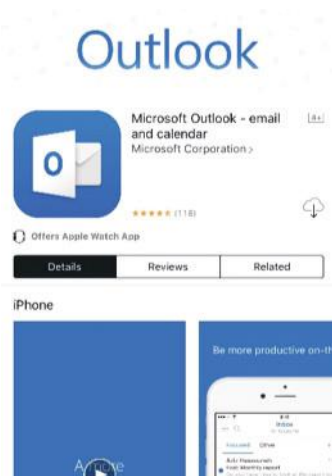 Outlook
Microsoft Outlook - email
and calendar
4+
Microsoft Corporation >
O
★★★★★ (118)
Offers Apple Watch App
Details Reviews Related
iPhone
Be more productive on-th
A more
Inbox
Focused Other